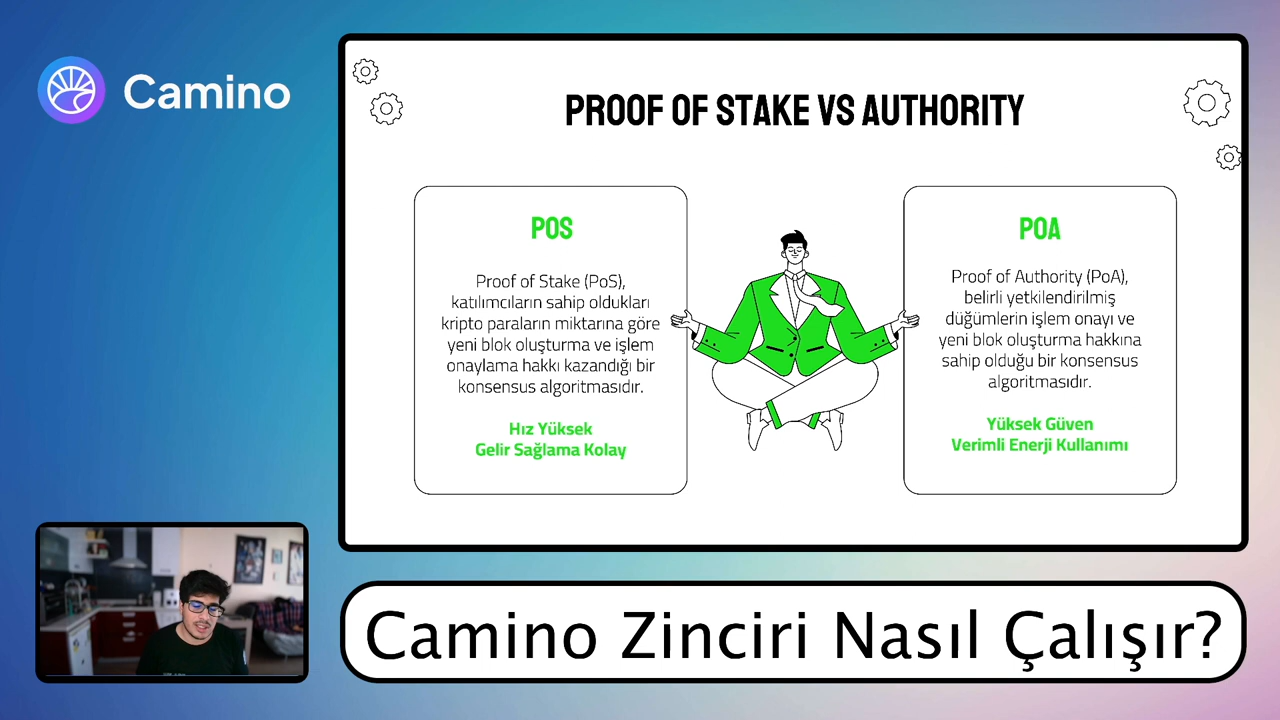 Camino
PROOF OF STAKE VS AUTHORITY
POS
Proof of Stake (PoS),
katılımcıların sahip oldukları
kripto paraların miktarına göre
yeni blok oluşturma ve işlem
onaylama hakkı kazandığı bir
konsensus algoritmasıdır.
Hız Yüksek
Gelir Sağlama Kolay
POA
Proof of Authority (PoA),
belirli yetkilendirilmiş
düğümlerin işlem onayı ve
yeni blok oluşturma hakkına
sahip olduğu bir konsensus
algoritmasıdır.
Yüksek Güven
Verimli Enerji Kullanımı
Camino Zinciri Nasıl Çalışır?